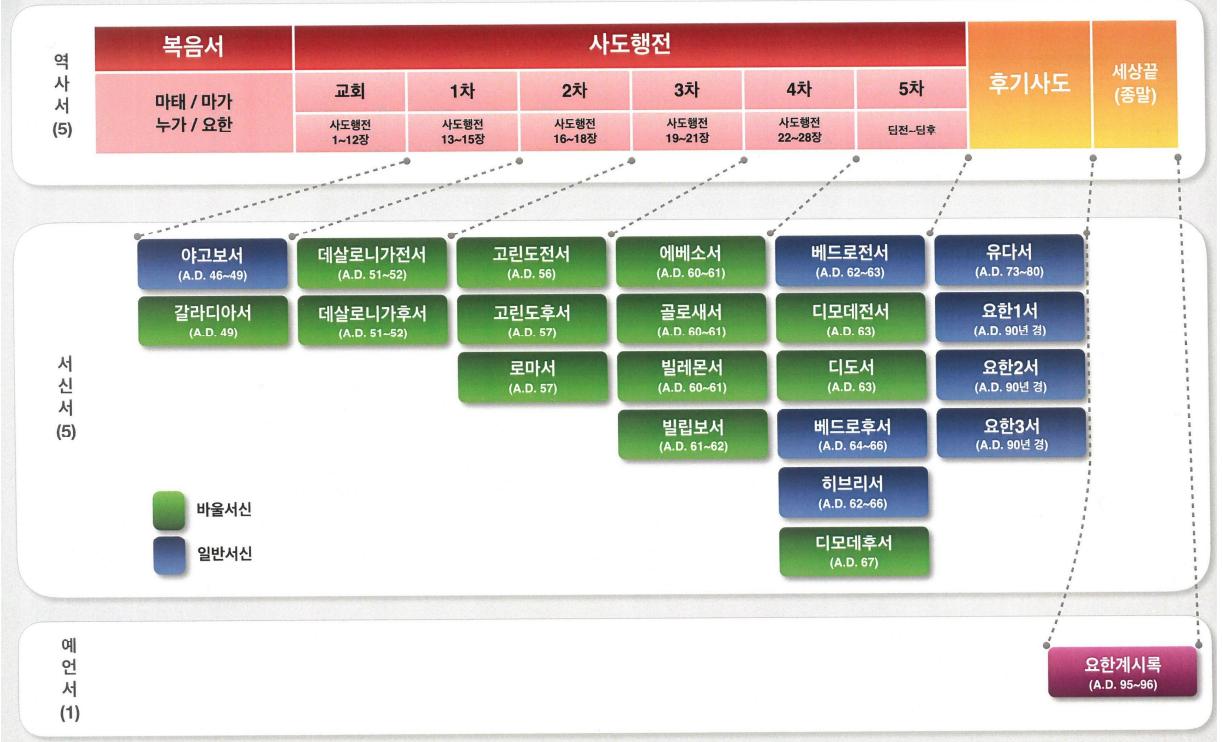 역
사
서
(5)
복음서
마태 / 마가
누가 / 요한
사도행전
교회
1차
2차
3차
4차
5차
사도행전
1~12장
사도행전
13~15장
사도행전
16~18장
사도행전
19~21장
사도행전
22~28장
딤전~딤후
후기사도
세상끝
(종말)
서
신
서
(5)
야고보서
(A.D. 46~49)
갈라디아서
(A.D. 49)
데살로니가전서
(A.D. 51~52)
데살로니가후서
(A.D. 51~52)
고린도전서
(A.D. 56)
고린도후서
(A.D. 57)
로마서
(A.D. 57)
에베소서
(A.D. 60~61)
골로새서
(A.D. 60~61)
빌레몬서
(A.D. 60~61)
빌립보서
(A.D. 61~62)
베드로전서
(A.D. 62~63)
디모데전서
(A.D. 63)
디도서
(A.D. 63)
베드로후서
(A.D. 64~66)
히브리서
(A.D. 62~66)
디모데후서
(A.D. 67)
유다서
(A.D. 73~80)
요한1서
(A.D. 90년 경)
요한2서
(A.D. 90년 경)
요한3서
(A.D. 90년 경)
바울서신
일반서신
예
언
서
(1)
요한계시록
(A.D. 95~96)